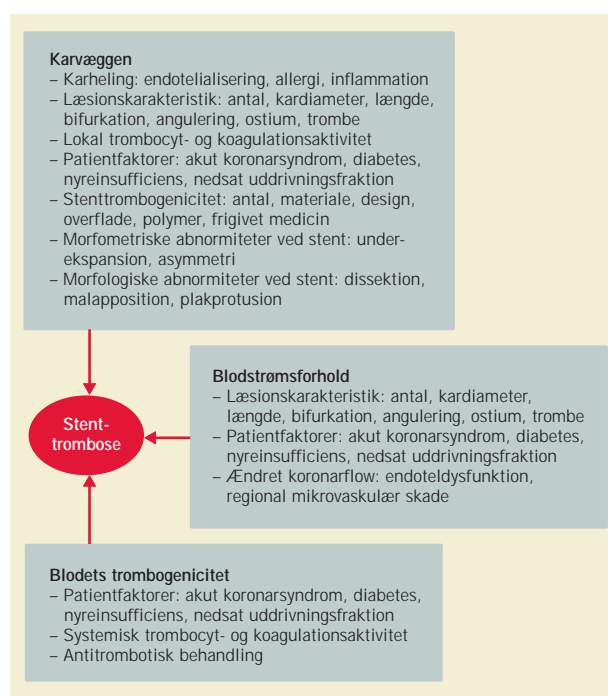 Karvæggen
– Karheling: endotelialisering, allergi, inflammation
– Læsionskarakteristik: antal, kardiameter, længde,
bifurkation, angulering, ostium, trombe
– Lokal trombocyt- og koagulationsaktivitet
– Patientfaktorer: akut koronarsyndrom, diabetes,
nyreinsufficiens, nedsat uddrivningsfraktion
– Stenttrombogenicitet: antal, materiale, design,
overflade, polymer, frigivet medicin
– Morfometriske abnormiteter ved stent: under-
ekspansion, asymmetri
– Morfologiske abnormiteter ved stent: dissektion,
malapposition, plakprotusion
Blodstrømsforhold
– Læsionskarakteristik: antal, kardiameter,
længde, bifurkation, angulering, ostium, trombe
– Patientfaktorer: akut koronarsyndrom, diabetes,
nyreinsufficiens, nedsat uddrivningsfraktion
– Ændret koronarflow: endoteldysfunktion,
regional mikrovaskulær skade
Stent-
trombose
Blodets trombogenicitet
– Patientfaktorer: akut koronarsyndrom, diabetes,
nyreinsufficiens, nedsat uddrivningsfraktion
– Systemisk trombocyt- og koagulationsaktivitet
– Antitrombotisk behandling